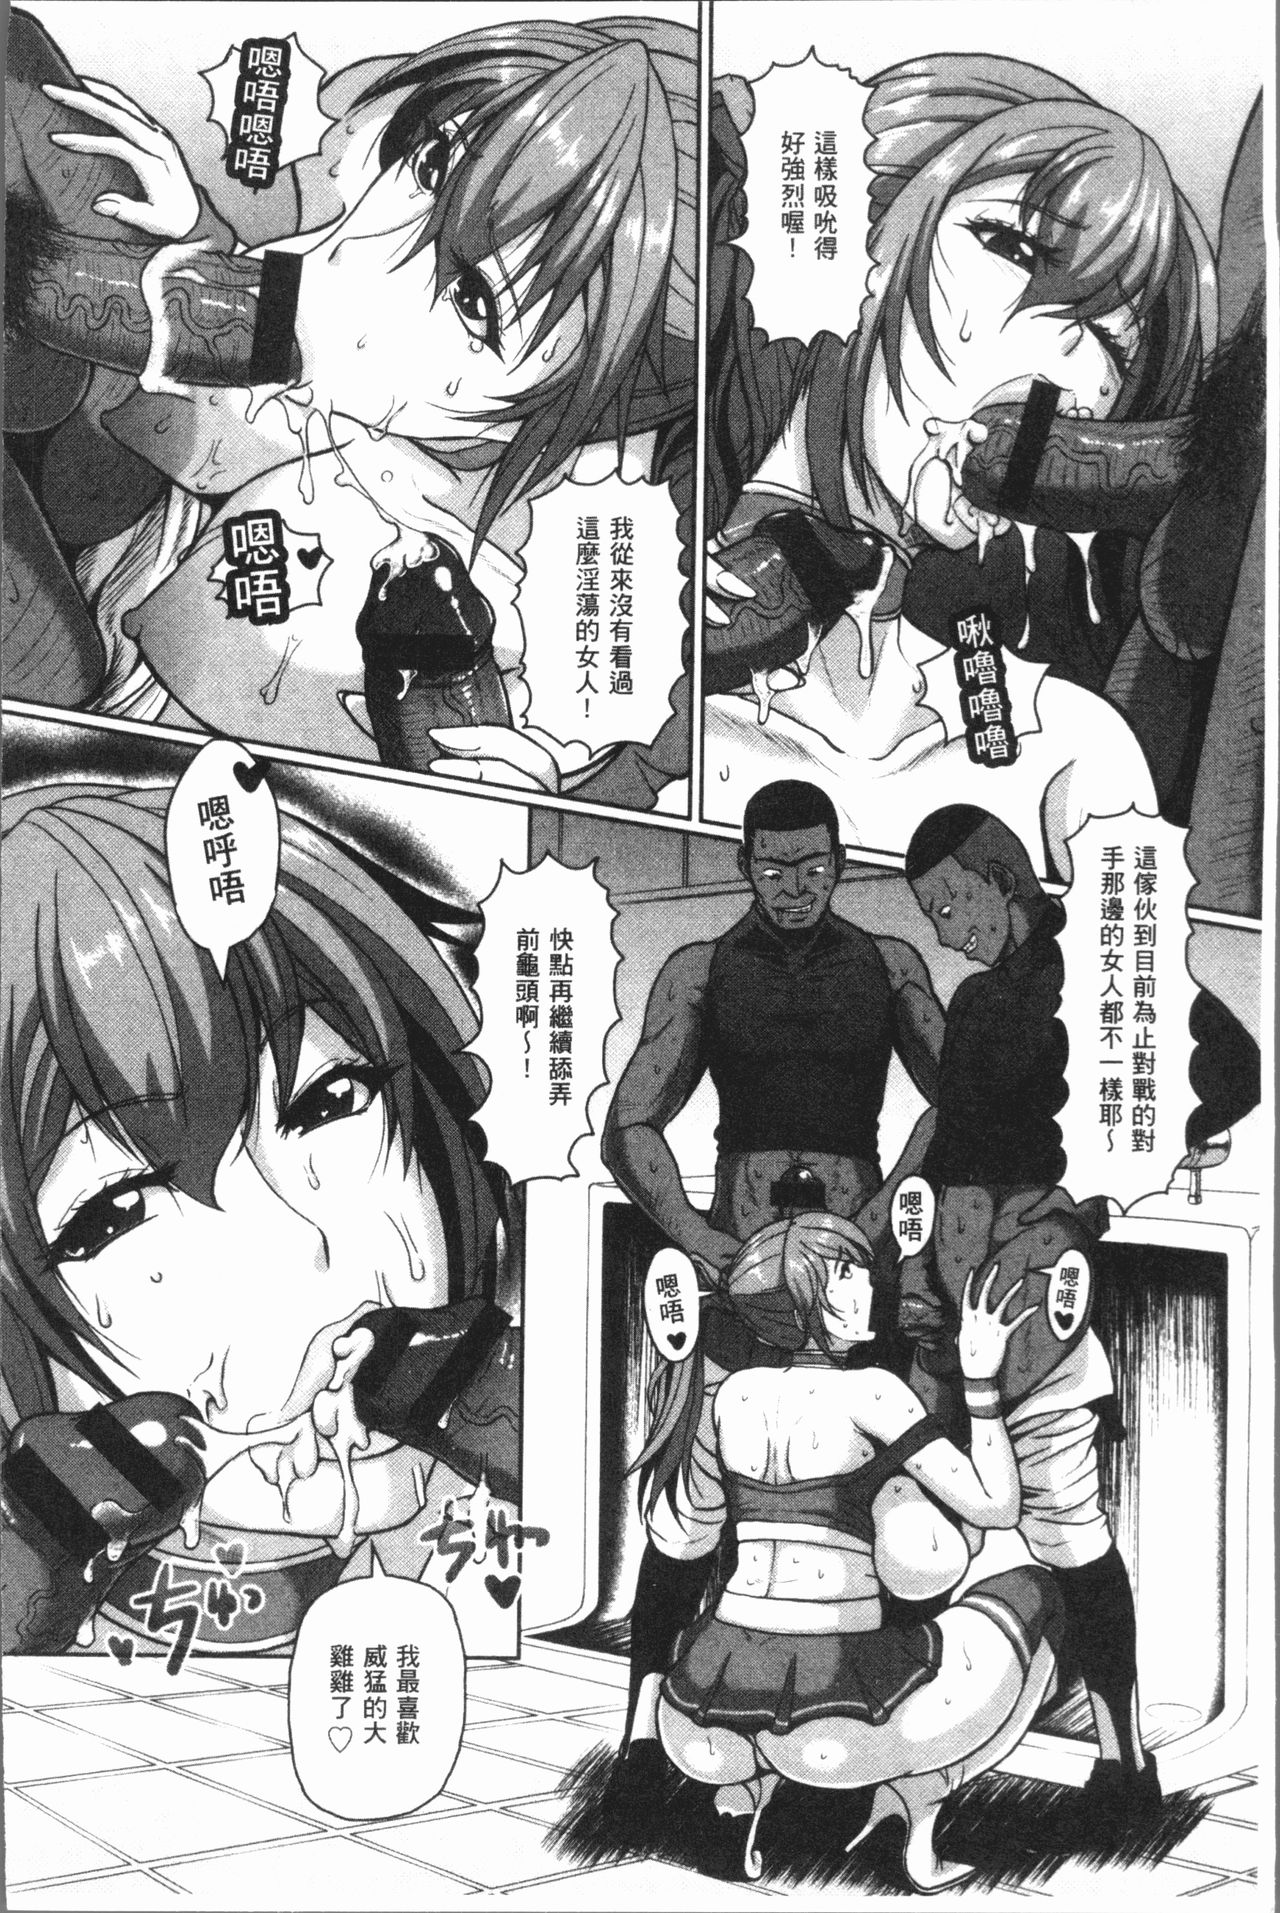 這樣吸吮得
好強烈喔！
啾嚕嚕嚕嚕
嗯唔嗯唔
我從來沒有看過
這麼淫蕩的女人！
嗯唔
這傢伙到目前為止對戰的對
手那邊的女人都不一樣耶～
嗯唔
嗯唔
嗯唔
快點再繼續舔弄
前龜頭啊～！
嗯呼唔
ちゅっ
ちゅっ
我最喜歡
威猛的大
雞雞了♡